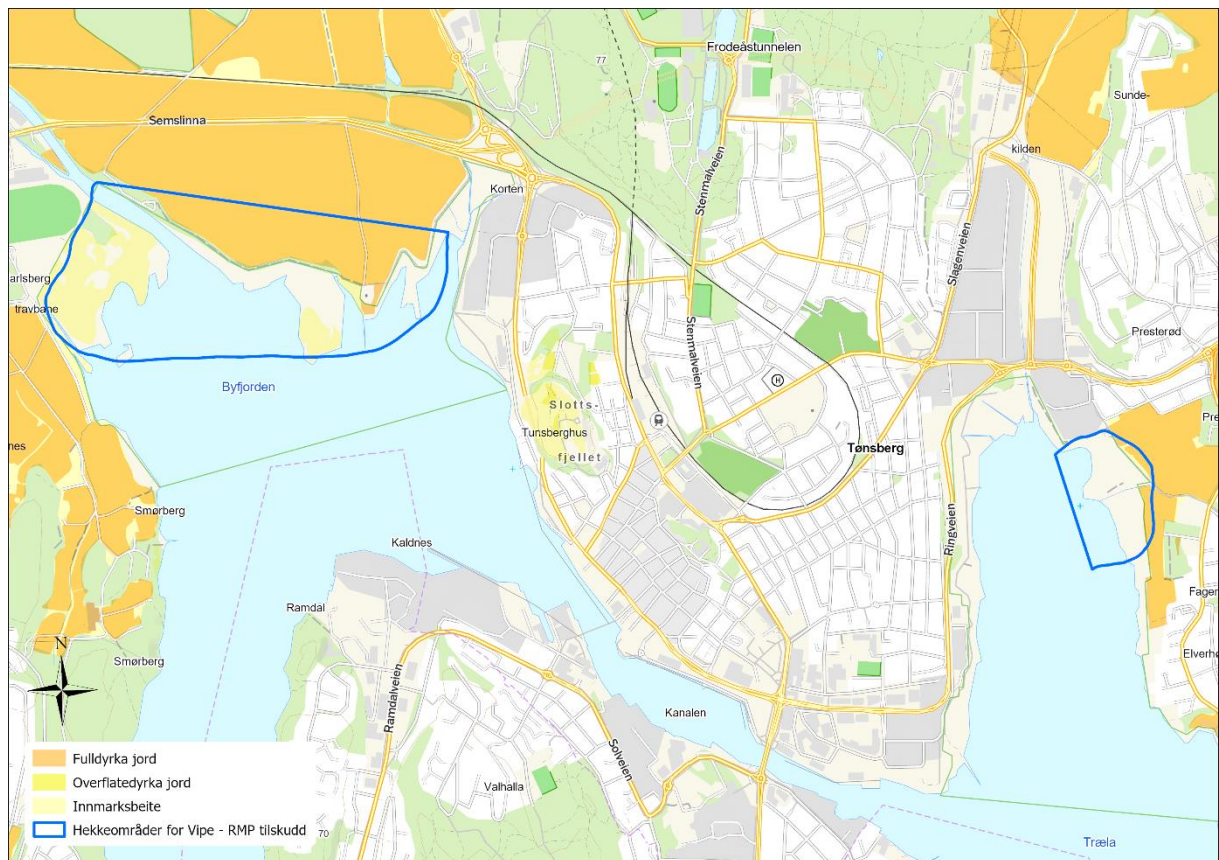 Frodeåstunnelen
77
Sunde-
Semslinna
kilden
Korten
Stenmalveien
Slagenveien
arlsberg
travbane
Presterød
Stenmalveien
Byfjorden
H
Slotts-
Pre
Tunsberghus
Tønsberg
nes
fjellet
Smørberg
Ringveien
Kaldnes
Ramdal
Fager
N
Smørberg
Elverhø
Ramdalveien
Kanalen
Solveien
Fulldyrka jord
Overflatedyrka jord
Valhalla
Innmarksbeite
Hekkeområder for Vipe - RMP tilskudd
70
Træla